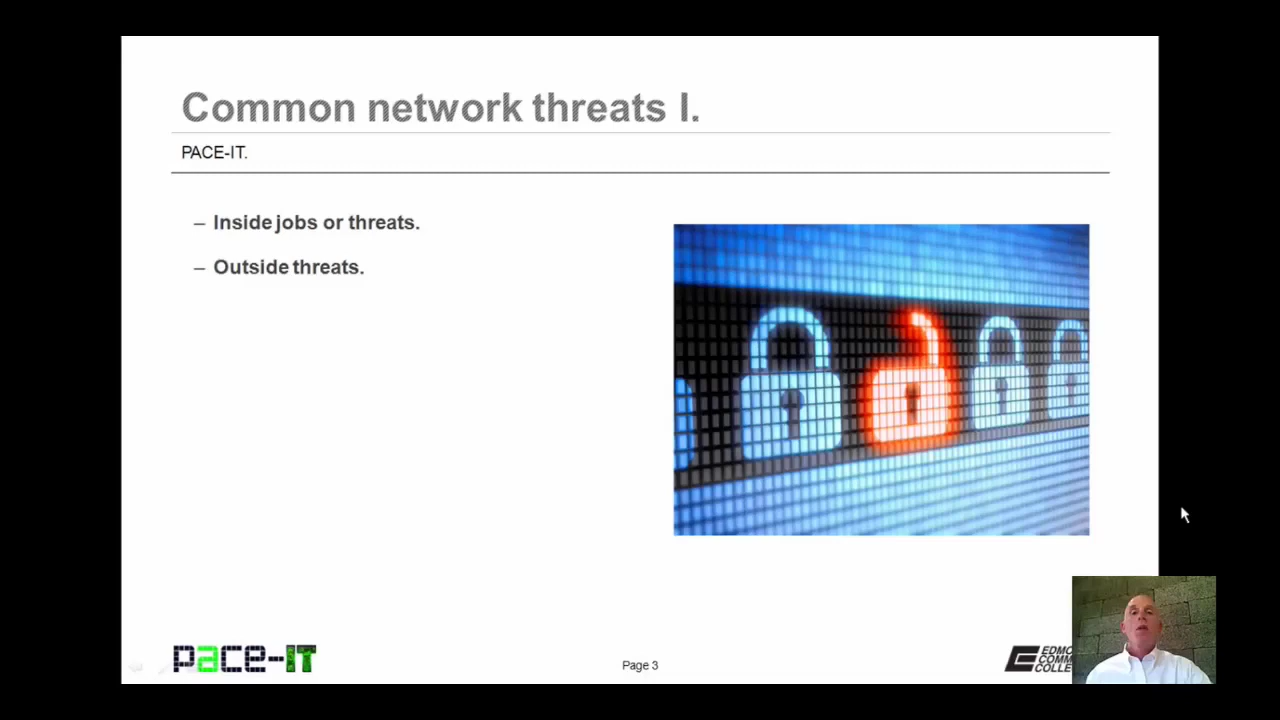 Common network threats I.
PACE-IT.
– Inside jobs or threats.
– Outside threats.
pace-IT
Page 3